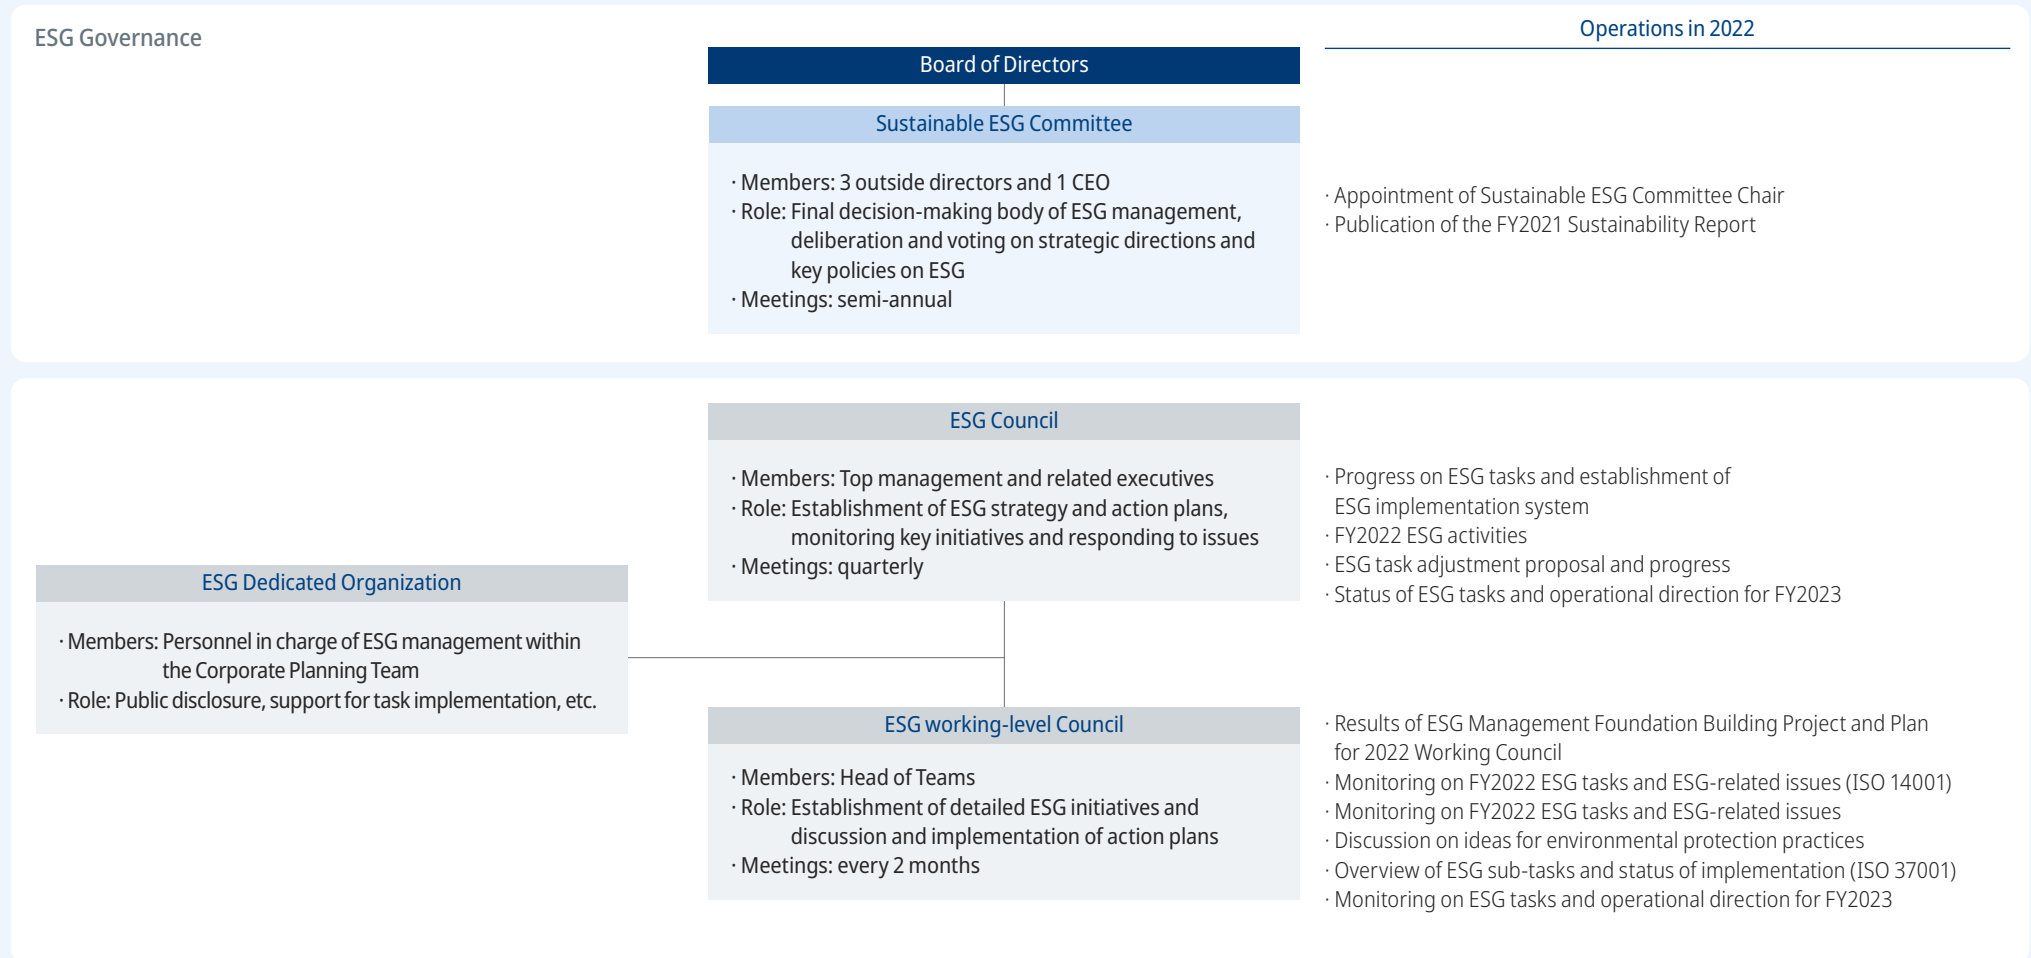 ESG Governance
Operations in 2022
Board of Directors
Sustainable ESG Committee
· Members: 3 outside directors and 1 CEO
· Role: Final decision-making body of ESG management,
deliberation and voting on strategic directions and
key policies on ESG
· Meetings: semi-annual
· Appointment of Sustainable ESG Committee Chair
· Publication of the FY2021 Sustainability Report
ESG Council
· Members: Top management and related executives
· Role: Establishment of ESG strategy and action plans,
monitoring key initiatives and responding to issues
· Meetings: quarterly
· Progress on ESG tasks and establishment of
ESG implementation system
· FY2022 ESG activities
· ESG task adjustment proposal and progress
· Status of ESG tasks and operational direction for FY2023
ESG Dedicated Organization
· Members: Personnel in charge of ESG management within
the Corporate Planning Team
· Role: Public disclosure, support for task implementation, etc.
ESG working-level Council
· Members: Head of Teams
· Role: Establishment of detailed ESG initiatives and
discussion and implementation of action plans
· Meetings: every 2 months
· Results of ESG Management Foundation Building Project and Plan
for 2022 Working Council
· Monitoring on FY2022 ESG tasks and ESG-related issues (ISO 14001)
· Monitoring on FY2022 ESG tasks and ESG-related issues
· Discussion on ideas for environmental protection practices
· Overview of ESG sub-tasks and status of implementation (ISO 37001)
· Monitoring on ESG tasks and operational direction for FY2023